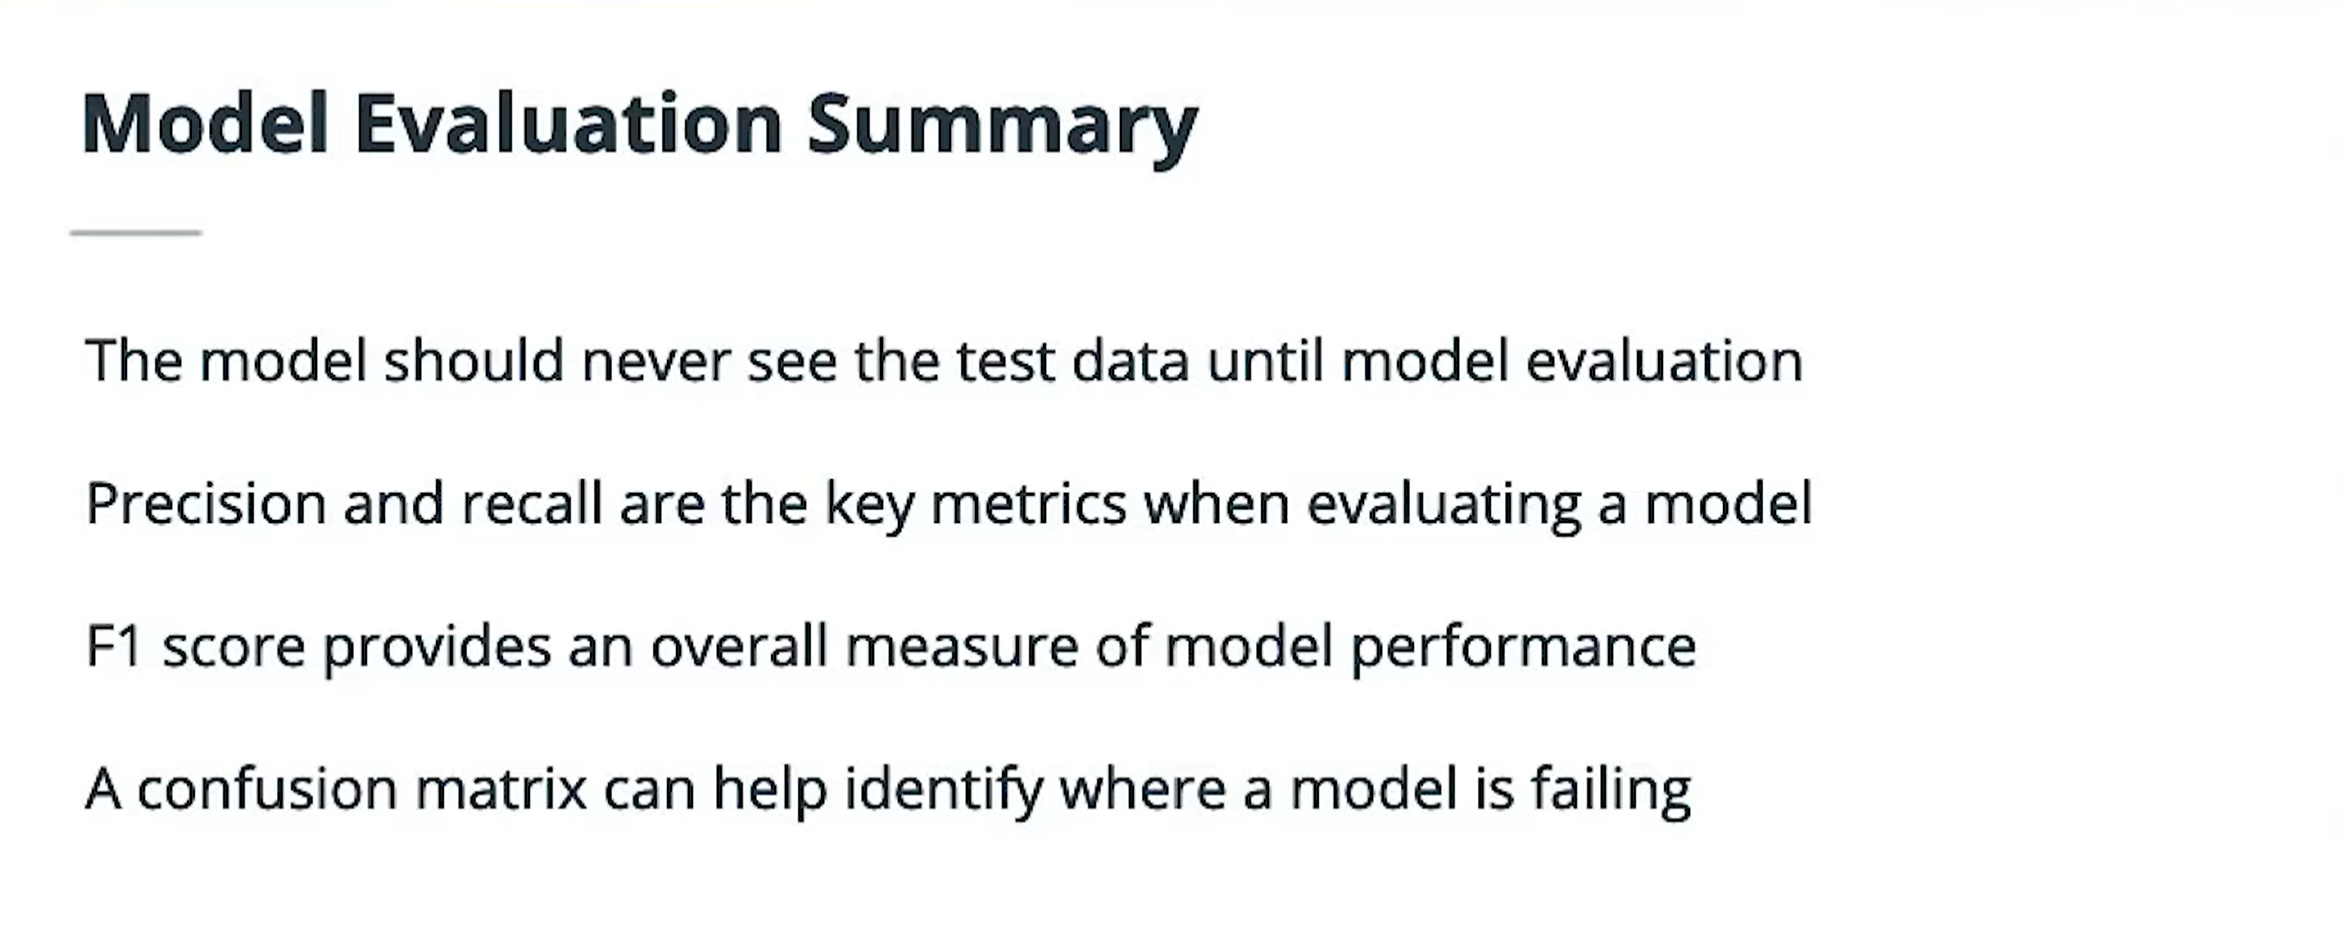 Model Evaluation Summary
The model should never see the test data until model evaluation
Precision and recall are the key metrics when evaluating a model
F1 score provides an overall measure of model performance
A confusion matrix can help identify where a model is failing